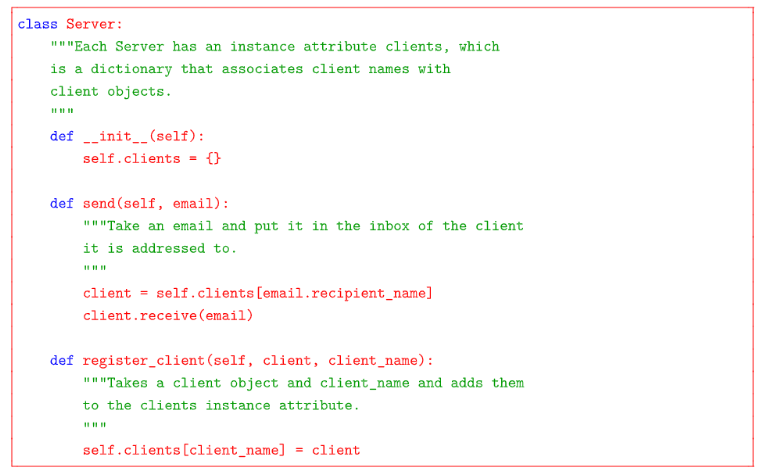 class Server:
    """Each Server has an instance attribute clients, which
    is a dictionary that associates client names with
    client objects.
    """
    def __init__(self):
        self.clients = {}

    def send(self, email):
        """Take an email and put it in the inbox of the client
        it is addressed to.
        """
        client = self.clients[email.recipient_name]
        client.receive(email)

    def register_client(self, client, client_name):
        """Takes a client object and client_name and adds them
        to the clients instance attribute.
        """
        self.clients[client_name] = client